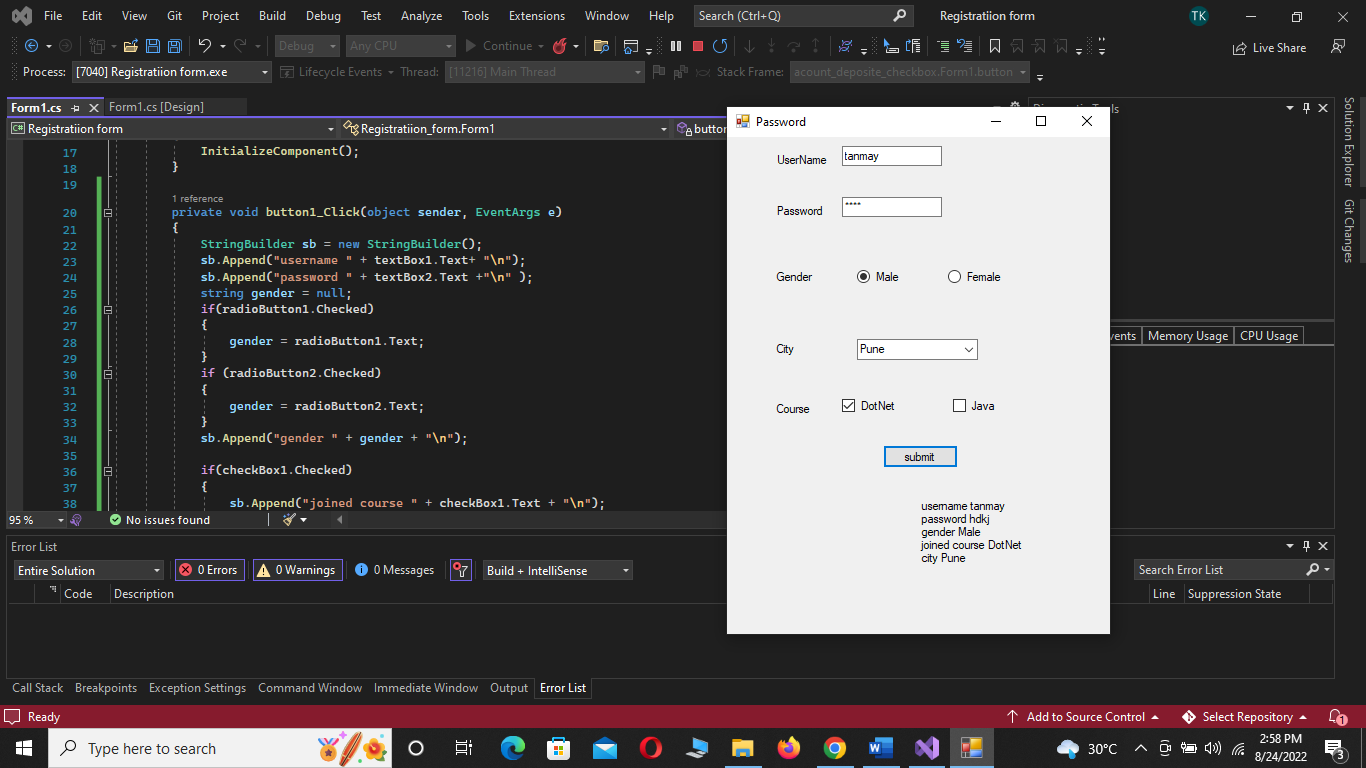 File Edit View Git Project Build Debug Test Analyze Tools Extensions Window Help Search (Ctrl+Q) Registratiion form TK
Debug Any CPU Continue Live Share
Process: [7040] Registratiion form.exe Lifecycle Events Thread: [11216] Main Thread Stack Frame: acount_deposite_checkbox.Form1.button
Form1.cs Form1.cs [Design]
Registratiion form Registratiion_form.Form1 button
17 InitializeComponent();
18 }
19
1 reference
20 private void button1_Click(object sender, EventArgs e)
21 {
22 StringBuilder sb = new StringBuilder();
23 sb.Append("username " + textBox1.Text+ "\n");
24 sb.Append("password " + textBox2.Text +"\n" );
25 string gender = null;
26 if(radioButton1.Checked)
27 {
28 gender = radioButton1.Text;
29 }
30 if (radioButton2.Checked)
31 {
32 gender = radioButton2.Text;
33 }
34 sb.Append("gender " + gender + "\n");
35
36 if(checkBox1.Checked)
37 {
38 sb.Append("joined course " + checkBox1.Text + "\n");
95 % No issues found
Password
UserName tanmay
Password ****
Gender Male Female
City Pune
Course DotNet Java
submit
username tanmay
password hdkj
gender Male
joined course DotNet
city Pune
Memory Usage CPU Usage
Solution Explorer
Git Changes
Error List
Entire Solution 0 Errors 0 Warnings 0 Messages Build + IntelliSense Search Error List
Code Description Line Suppression State
Call Stack Breakpoints Exception Settings Command Window Immediate Window Output Error List
Ready Add to Source Control Select Repository 1
Type here to search 30°C 2:58 PM
8/24/2022 3